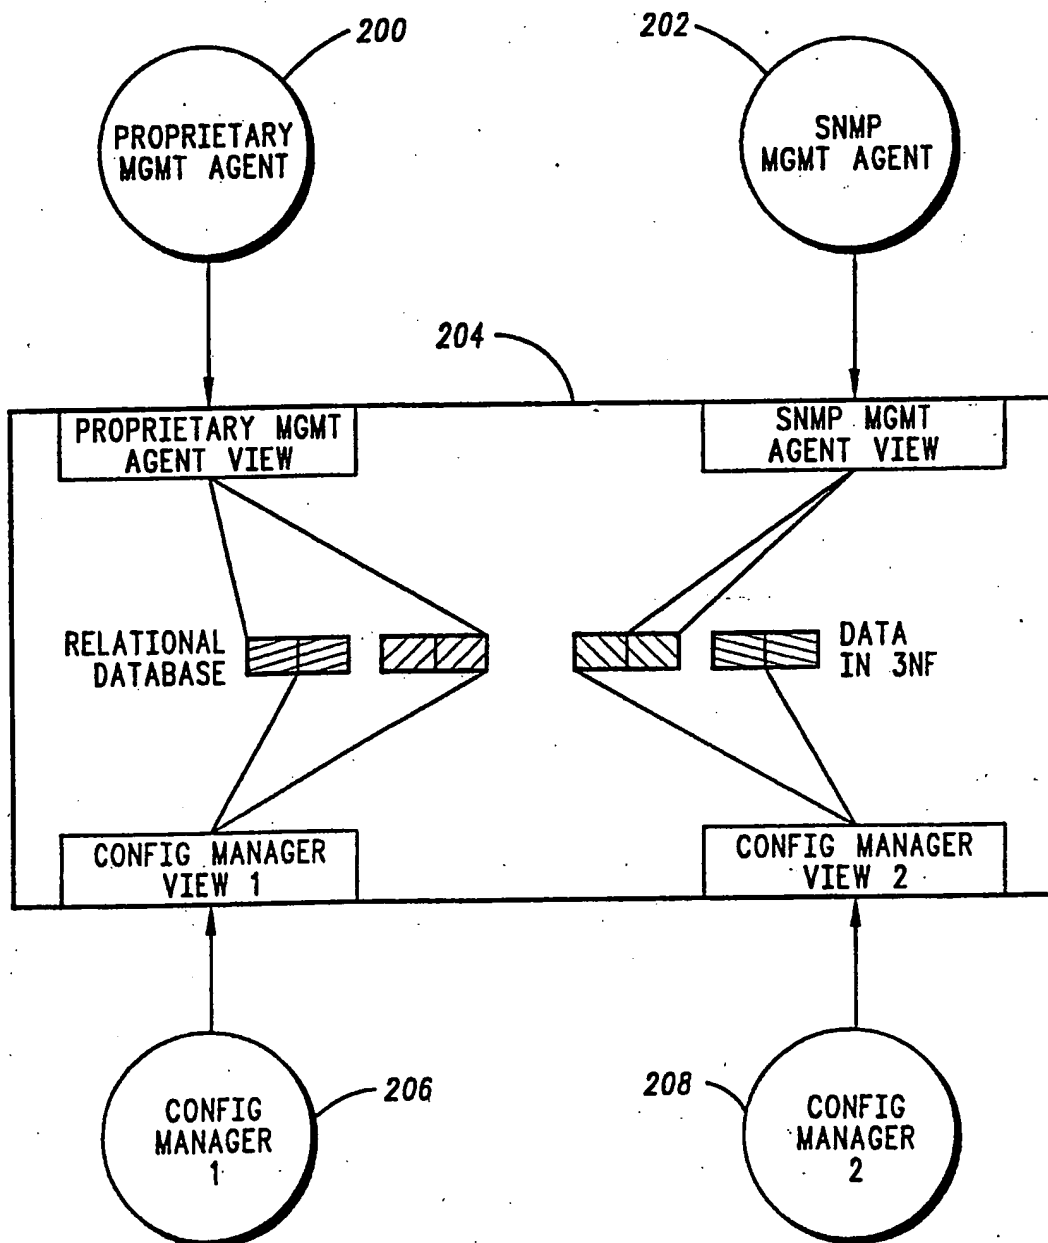 200
202
PROPRIETARY
MGMT AGENT
SNMP
MGMT AGENT
204
PROPRIETARY MGMT
AGENT VIEW
SNMP MGMT
AGENT VIEW
RELATIONAL
DATABASE
DATA
IN 3NF
CONFIG MANAGER
VIEW 1
CONFIG MANAGER
VIEW 2
206
208
CONFIG
MANAGER
1
CONFIG
MANAGER
2